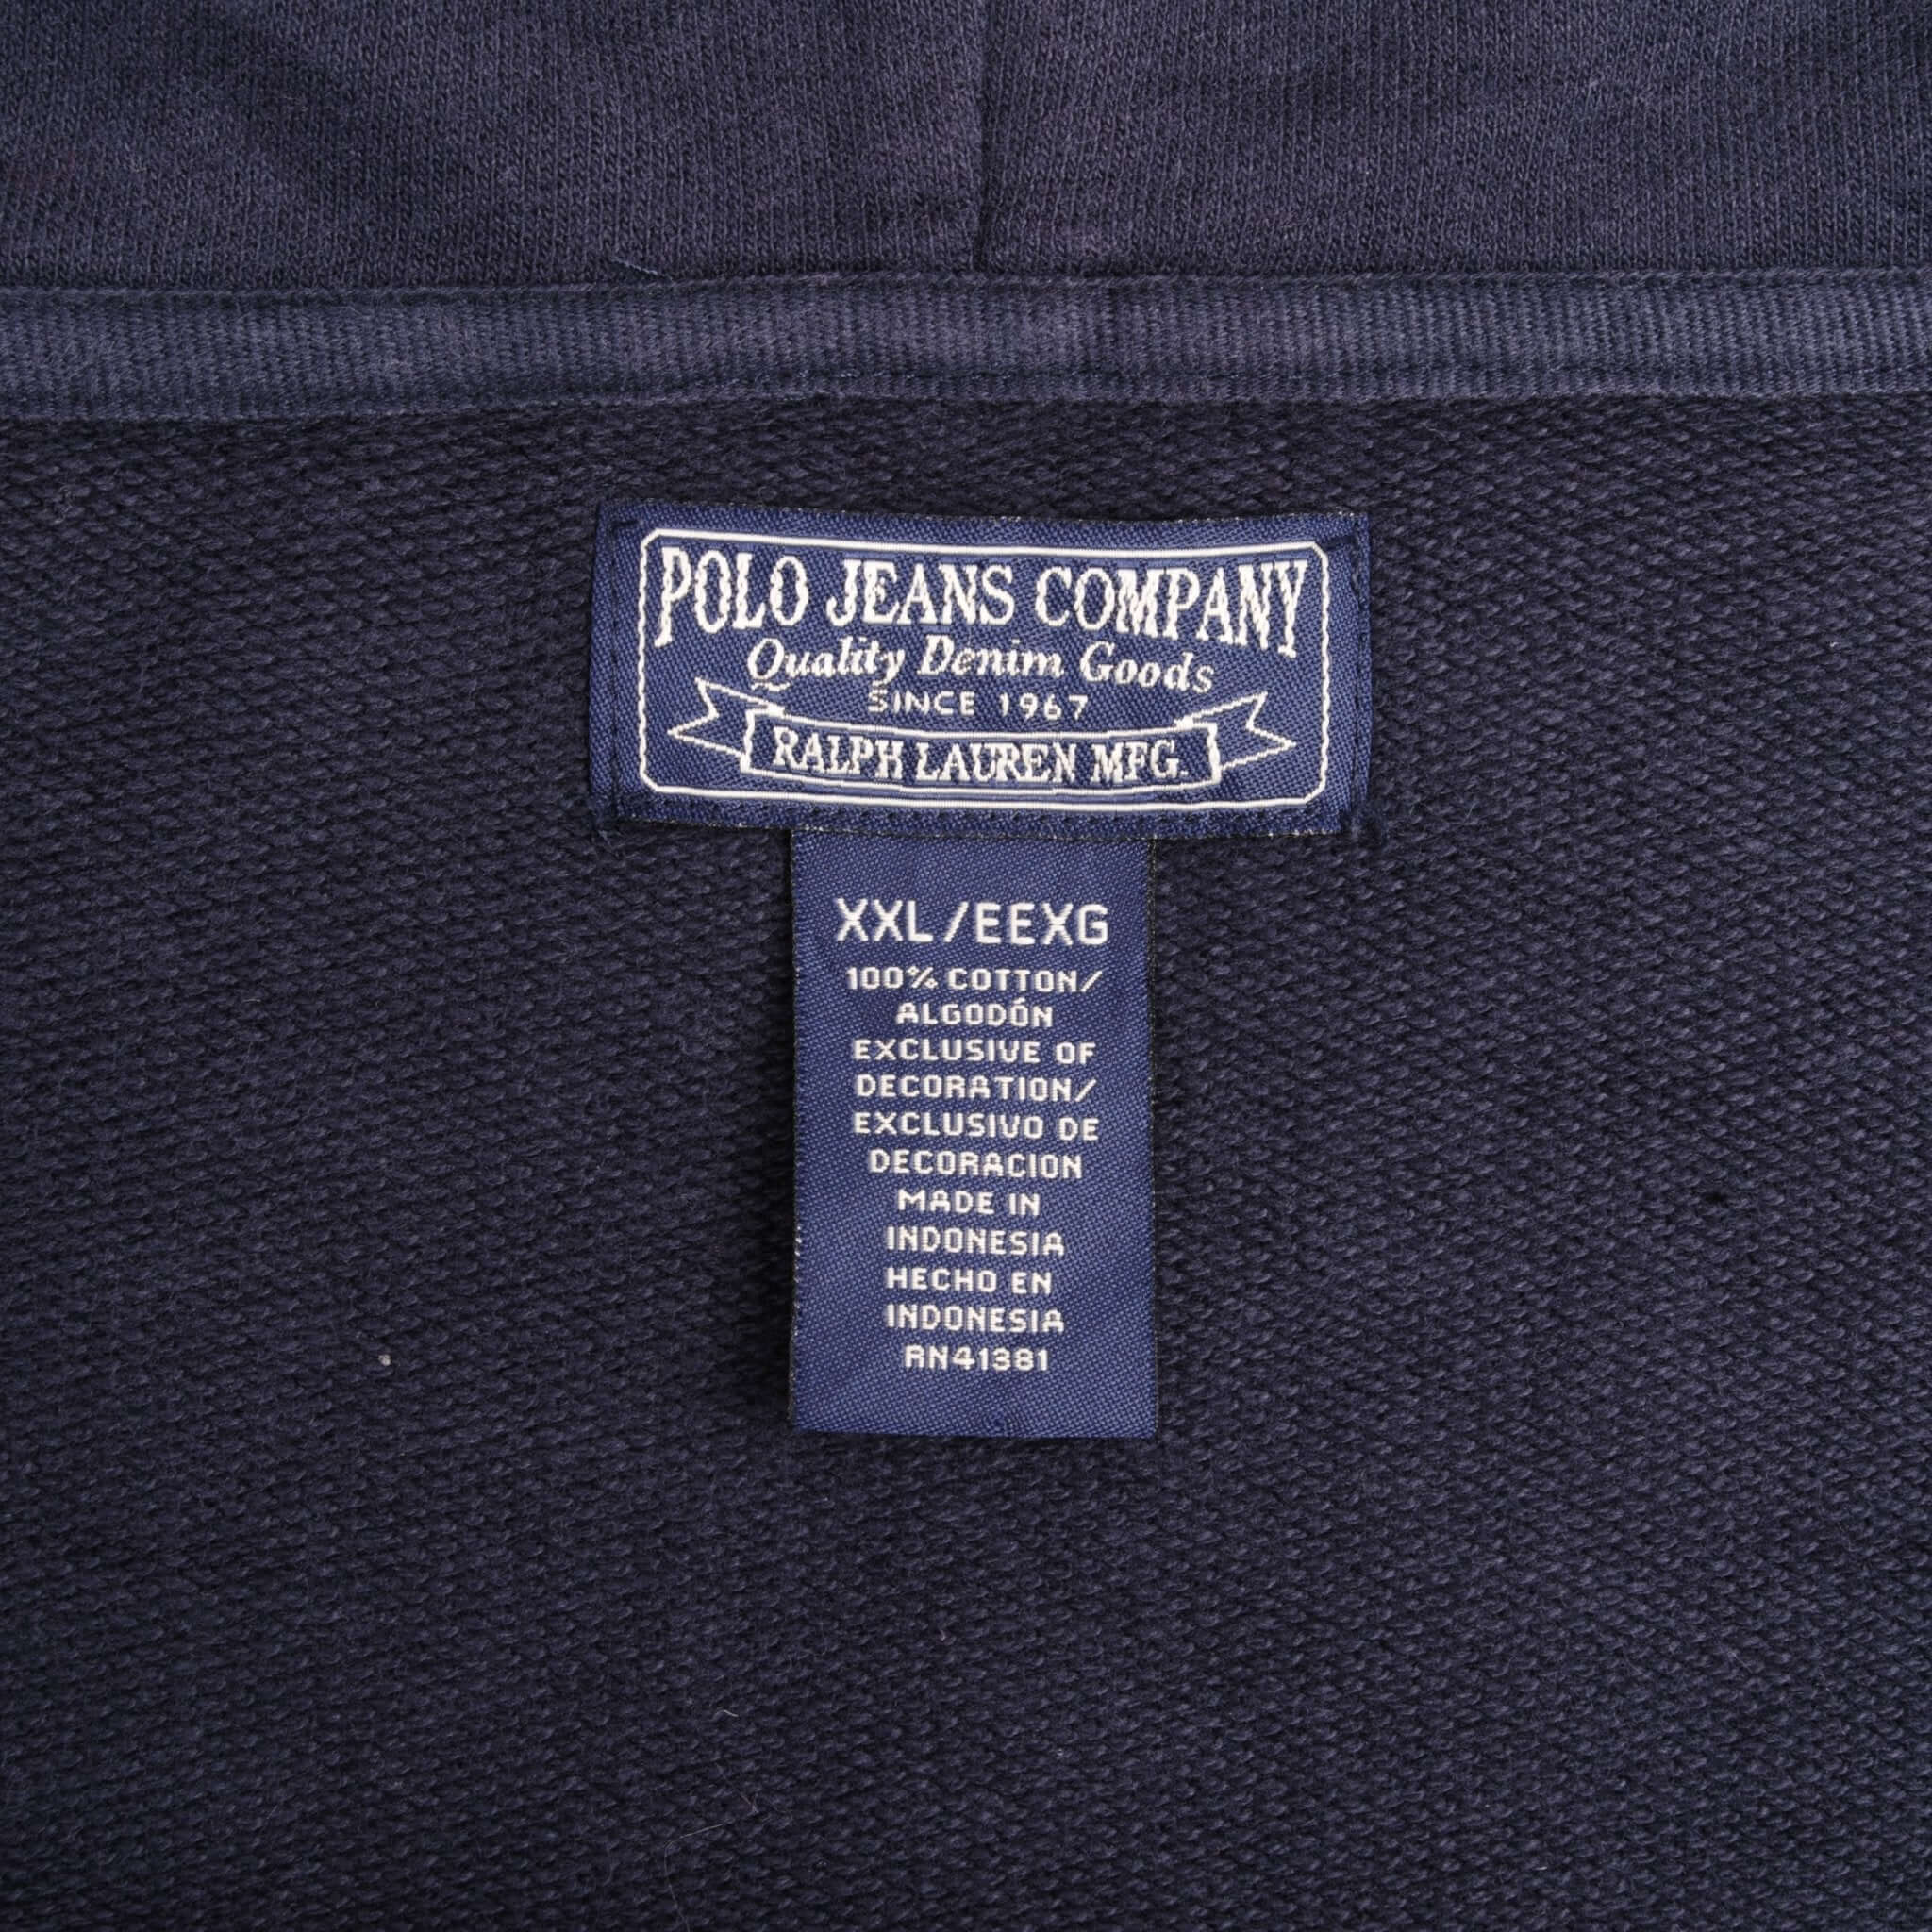 POLO JEANS COMPANY
Quality Denim Goods
SINCE 1967
RALPH LAUREN MFG.
XXL/EEXG
100% COTTON/
ALGODÓN
EXCLUSIVE OF
DECORATION/
EXCLUSIVO DE
DECORACION
MADE IN
INDONESIA
HECHO EN
INDONESIA
RN41381